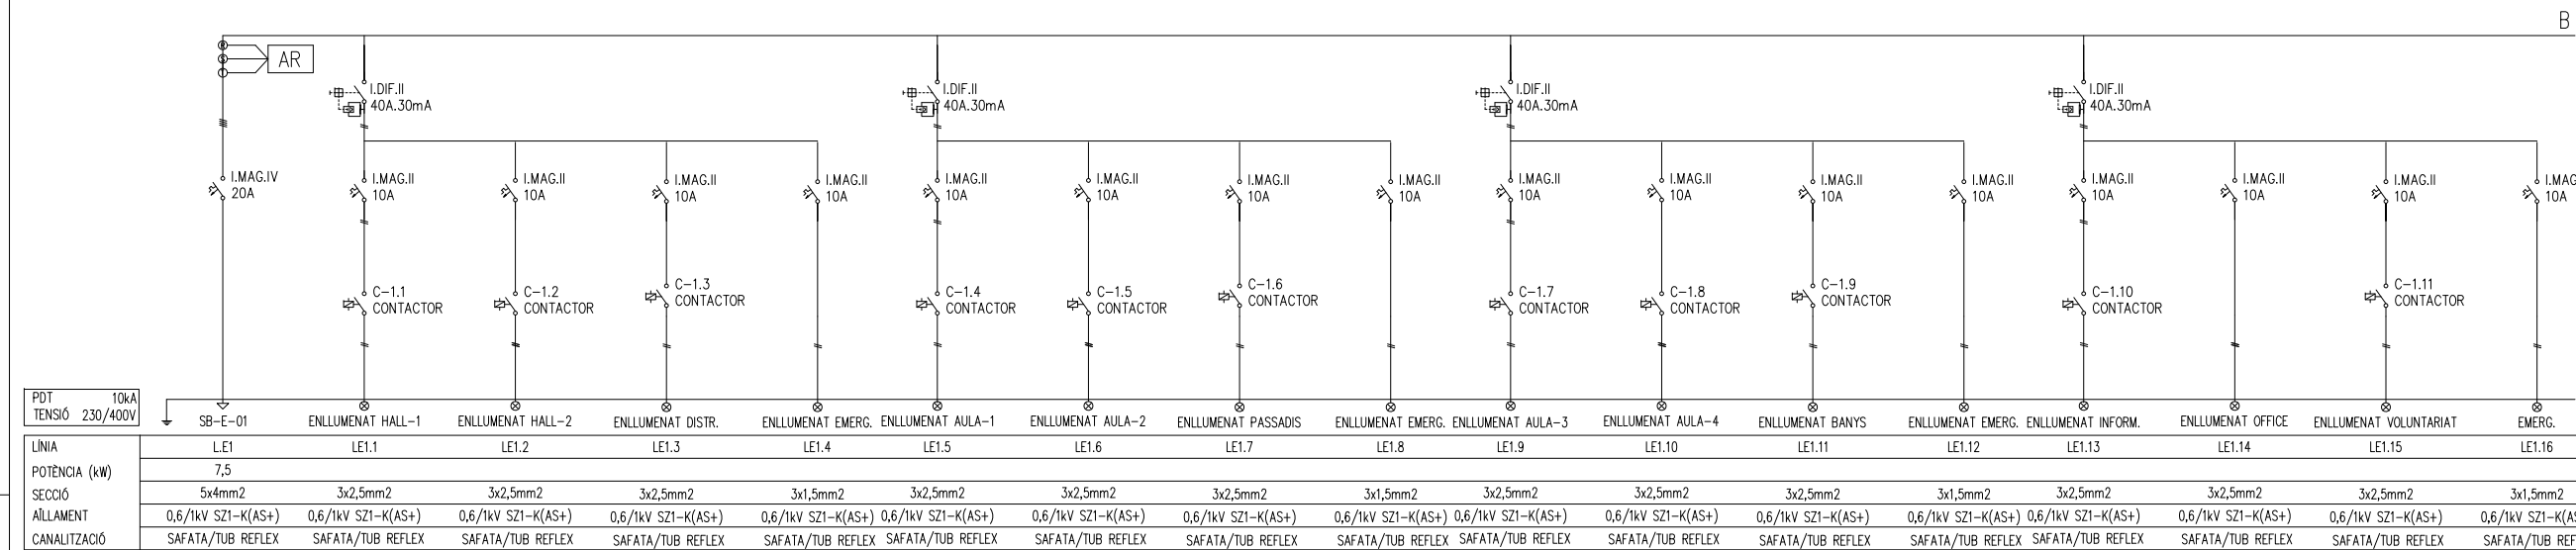 B
R
S
T
AR
I.DIF.II
40A.30mA
I.DIF.II
40A.30mA
I.DIF.II
40A.30mA
I.DIF.II
40A.30mA
I.MAG.IV
20A
I.MAG.II
10A
I.MAG.II
10A
I.MAG.II
10A
I.MAG.II
10A
I.MAG.II
10A
I.MAG.II
10A
I.MAG.II
10A
I.MAG.II
10A
I.MAG.II
10A
I.MAG.II
10A
I.MAG.II
10A
I.MAG.II
10A
I.MAG.II
10A
I.MAG.II
10A
I.MAG.II
10A
I.MAG
10A
C-1.1
CONTACTOR
C-1.2
CONTACTOR
C-1.3
CONTACTOR
C-1.4
CONTACTOR
C-1.5
CONTACTOR
C-1.6
CONTACTOR
C-1.7
CONTACTOR
C-1.8
CONTACTOR
C-1.9
CONTACTOR
C-1.10
CONTACTOR
C-1.11
CONTACTOR
PDT 10kA
TENSIÓ 230/400V
SB-E-01 ENLLUMENAT HALL-1 ENLLUMENAT HALL-2 ENLLUMENAT DISTR. ENLLUMENAT EMERG. ENLLUMENAT AULA-1 ENLLUMENAT AULA-2 ENLLUMENAT PASSADIS ENLLUMENAT EMERG. ENLLUMENAT AULA-3 ENLLUMENAT AULA-4 ENLLUMENAT BANYS ENLLUMENAT EMERG. ENLLUMENAT INFORM. ENLLUMENAT OFFICE ENLLUMENAT VOLUNTARIAT EMERG.
LÍNIA L.E1 LE1.1 LE1.2 LE1.3 LE1.4 LE1.5 LE1.6 LE1.7 LE1.8 LE1.9 LE1.10 LE1.11 LE1.12 LE1.13 LE1.14 LE1.15 LE1.16
POTÈNCIA (kW) 7,5
SECCIÓ 5x4mm2 3x2,5mm2 3x2,5mm2 3x2,5mm2 3x1,5mm2 3x2,5mm2 3x2,5mm2 3x2,5mm2 3x1,5mm2 3x2,5mm2 3x2,5mm2 3x2,5mm2 3x1,5mm2 3x2,5mm2 3x2,5mm2 3x2,5mm2 3x1,5mm2
AÏLLAMENT 0,6/1kV SZ1-K(AS+) 0,6/1kV SZ1-K(AS+) 0,6/1kV SZ1-K(AS+) 0,6/1kV SZ1-K(AS+) 0,6/1kV SZ1-K(AS+) 0,6/1kV SZ1-K(AS+) 0,6/1kV SZ1-K(AS+) 0,6/1kV SZ1-K(AS+) 0,6/1kV SZ1-K(AS+) 0,6/1kV SZ1-K(AS+) 0,6/1kV SZ1-K(AS+) 0,6/1kV SZ1-K(AS+) 0,6/1kV SZ1-K(AS+) 0,6/1kV SZ1-K(AS+) 0,6/1kV SZ1-K(AS+) 0,6/1kV SZ1-K(AS+) 0,6/1kV SZ1-K(AS
CANALITZACIÓ SAFATA/TUB REFLEX SAFATA/TUB REFLEX SAFATA/TUB REFLEX SAFATA/TUB REFLEX SAFATA/TUB REFLEX SAFATA/TUB REFLEX SAFATA/TUB REFLEX SAFATA/TUB REFLEX SAFATA/TUB REFLEX SAFATA/TUB REFLEX SAFATA/TUB REFLEX SAFATA/TUB REFLEX SAFATA/TUB REFLEX SAFATA/TUB REFLEX SAFATA/TUB REFLEX SAFATA/TUB REFLEX SAFATA/TUB REF